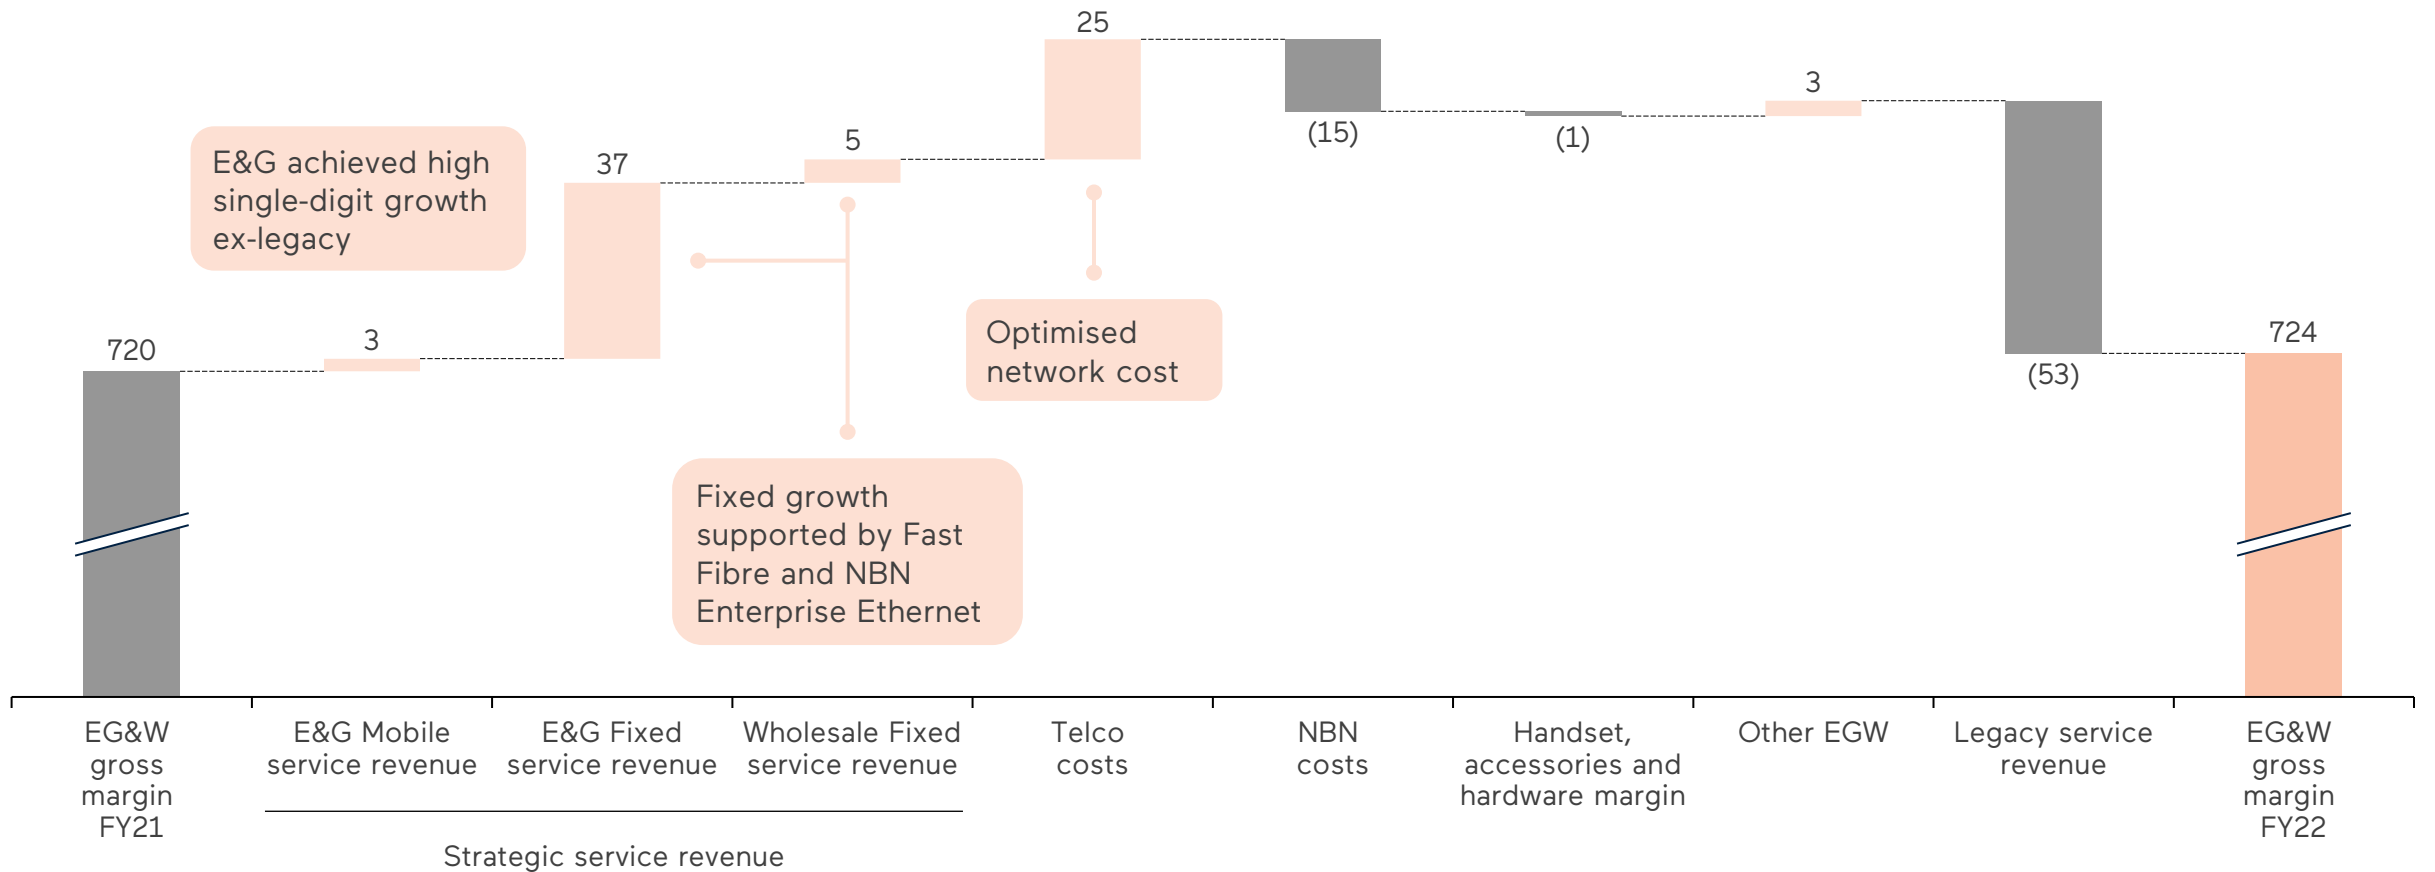 25
3
(15)
(1)
5
37
E&G achieved high
single-digit growth
ex-legacy
3
720
Optimised
network cost
724
(53)
Fixed growth
supported by Fast
Fibre and NBN
Enterprise Ethernet
EG&W
gross
margin
FY21
E&G Mobile
service revenue
E&G Fixed
service revenue
Wholesale Fixed
service revenue
Telco
costs
NBN
costs
Handset,
accessories and
hardware margin
Other EGW
Legacy service
revenue
EG&W
gross
margin
FY22
Strategic service revenue